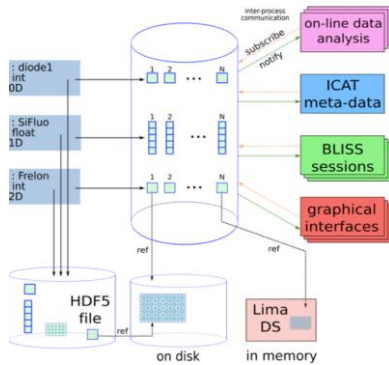 inter-process
communication
on-line data
analysis
subscribe
notify
: diode1
int
0D
1 2 ••• N
ICAT
meta-data
: SiFluo
float
1D
1 2 N
•••
BLISS
sessions
: Frelon
int
2D
1 2 N
•••
graphical
interfaces
ref
ref
HDF5
file
ref
Lima
DS
on disk
in memory